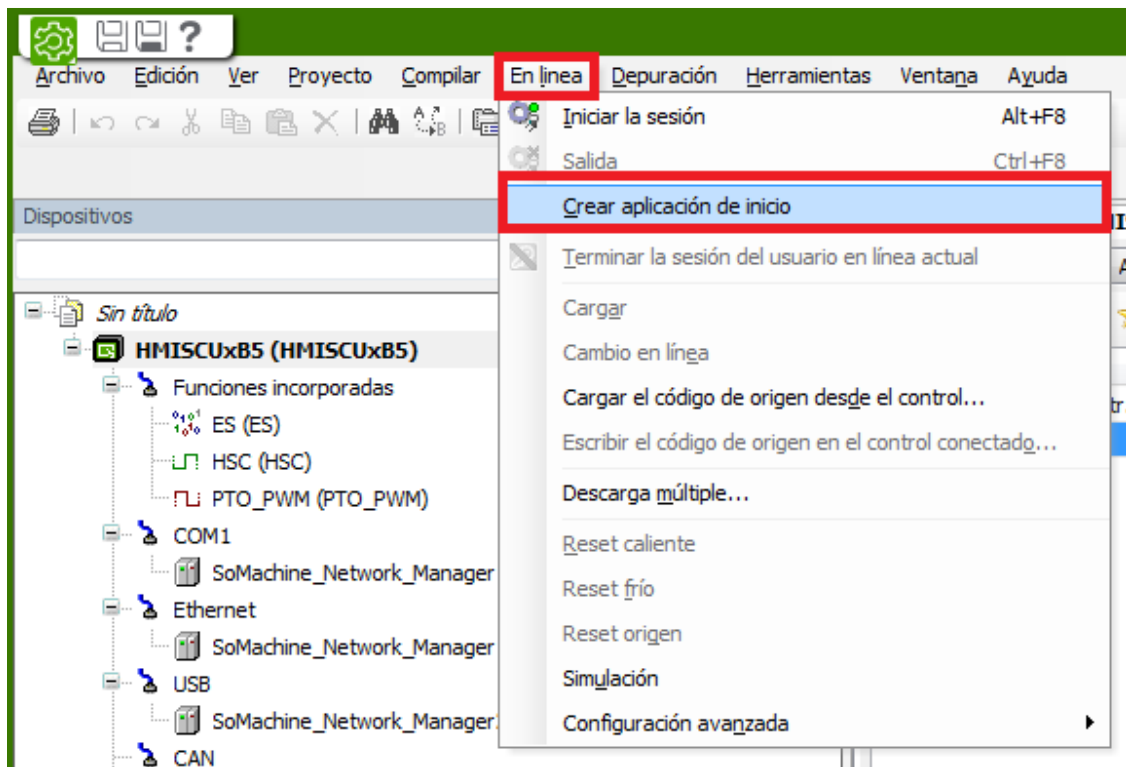 ?
Archivo Edición Ver Proyecto Compilar En linea Depuración Herramientas Ventana Ayuda
Iniciar la sesión Alt+F8
Salida Ctrl+F8
Crear aplicación de inicio
Dispositivos
Terminar la sesión del usuario en línea actual
Cargar
Sin título
Cambio en línea
HMISCUxB5 (HMISCUxB5)
Funciones incorporadas
Cargar el código de origen desde el control...
ES (ES)
Escribir el código de origen en el control conectado...
HSC (HSC)
Descarga múltiple...
PTO_PWM (PTO_PWM)
COM1
Reset caliente
SoMachine_Network_Manager
Reset frío
Ethernet
Reset origen
SoMachine_Network_Manager
USB
Simulación
SoMachine_Network_Manager
Configuración avanzada
CAN